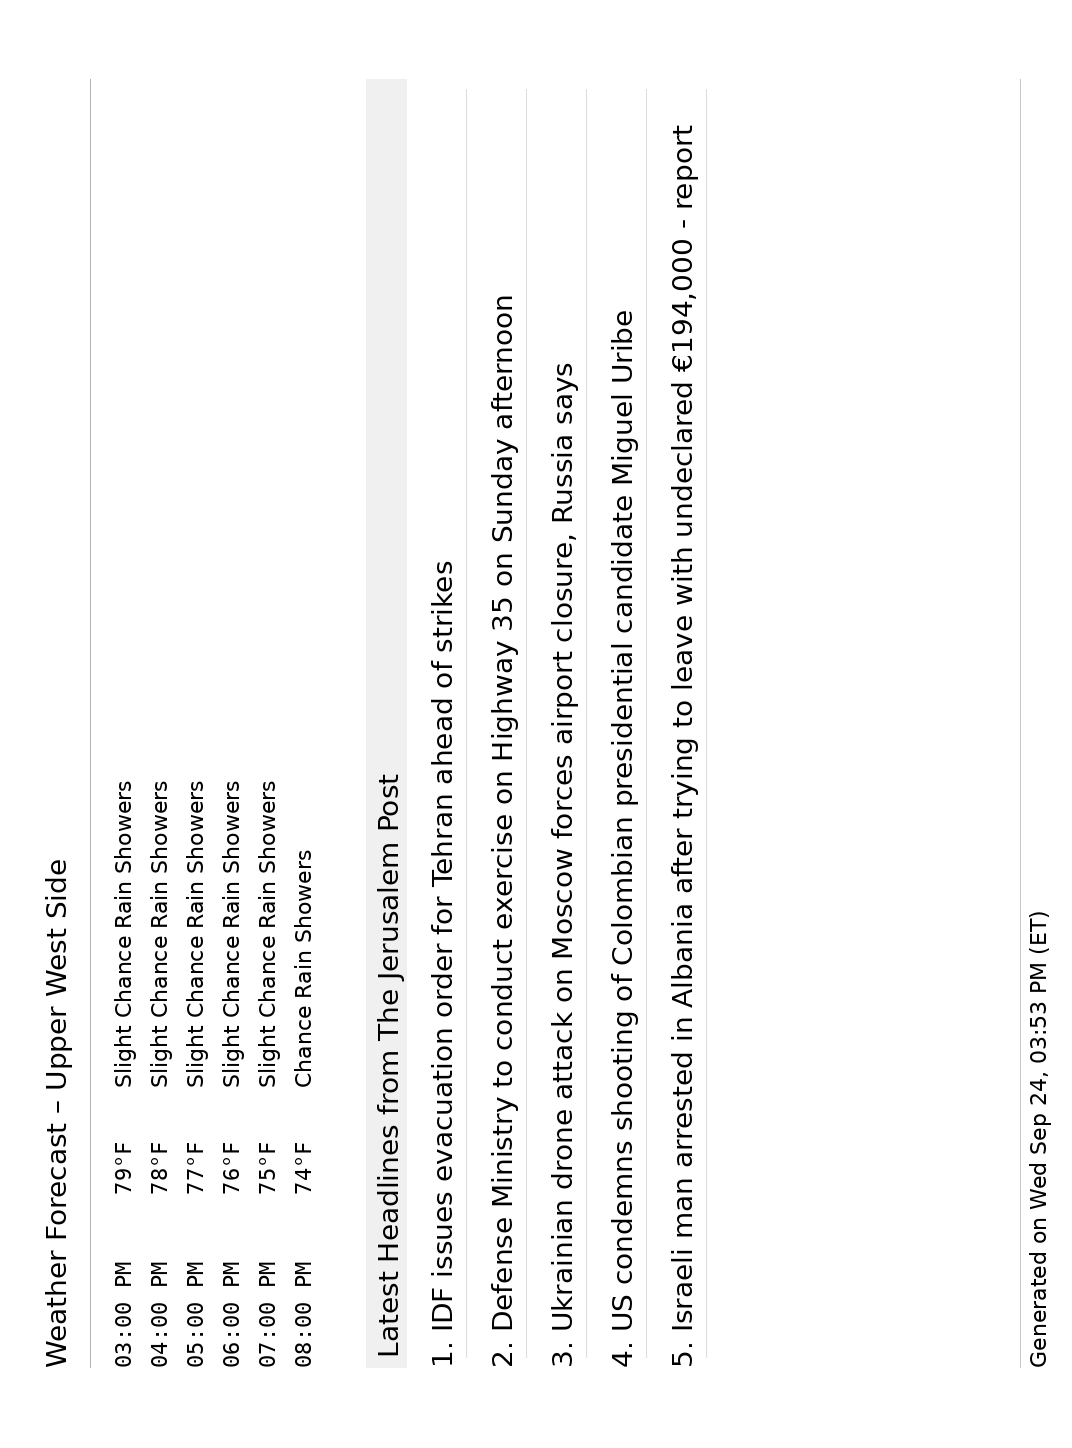 Weather Forecast – Upper West Side
03:00 PM 79°F Slight Chance Rain Showers
04:00 PM 78°F Slight Chance Rain Showers
05:00 PM 77°F Slight Chance Rain Showers
06:00 PM 76°F Slight Chance Rain Showers
07:00 PM 75°F Slight Chance Rain Showers
08:00 PM 74°F Chance Rain Showers
Latest Headlines from The Jerusalem Post
1. IDF issues evacuation order for Tehran ahead of strikes
2. Defense Ministry to conduct exercise on Highway 35 on Sunday afternoon
3. Ukrainian drone attack on Moscow forces airport closure, Russia says
4. US condemns shooting of Colombian presidential candidate Miguel Uribe
5. Israeli man arrested in Albania after trying to leave with undeclared €194,000 - report
Generated on Wed Sep 24, 03:53 PM (ET)